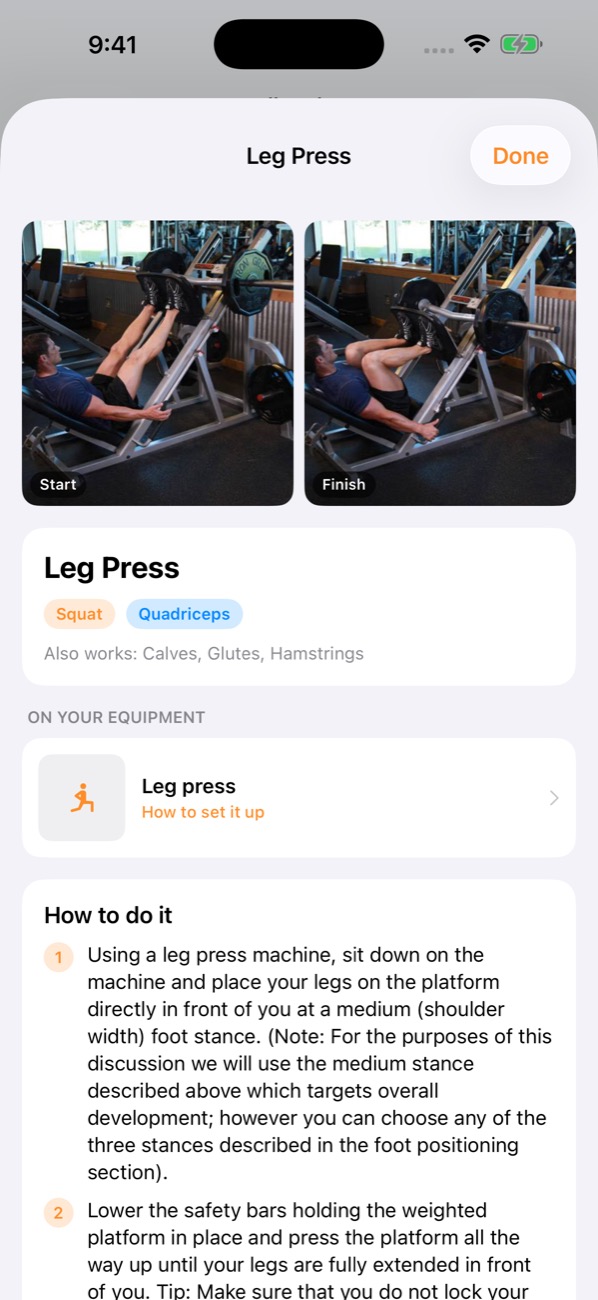 9:41
Leg Press
Done
Start
Finish
Leg Press
Squat
Quadriceps
Also works: Calves, Glutes, Hamstrings
ON YOUR EQUIPMENT
Leg press
How to set it up
How to do it
1
Using a leg press machine, sit down on the
machine and place your legs on the platform
directly in front of you at a medium (shoulder
width) foot stance. (Note: For the purposes of this
discussion we will use the medium stance
described above which targets overall
development; however you can choose any of the
three stances described in the foot positioning
section).
2
Lower the safety bars holding the weighted
platform in place and press the platform all the
way up until your legs are fully extended in front
of you. Tip: Make sure that you do not lock your